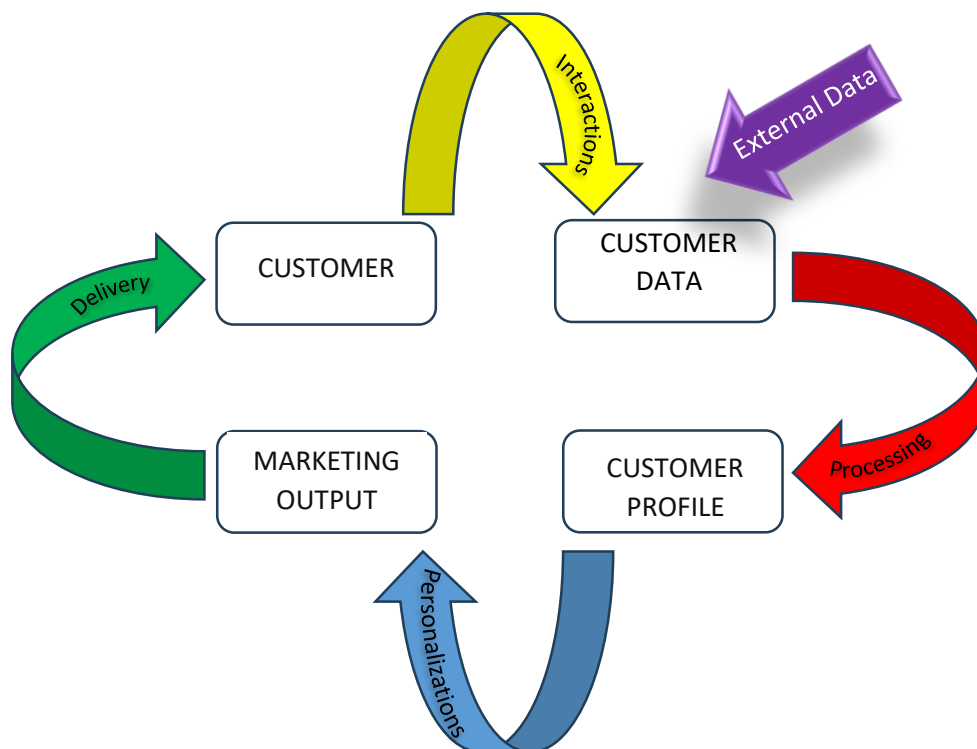 Interactions
External Data
CUSTOMER
CUSTOMER
DATA
Delivery
Processing
MARKETING
OUTPUT
CUSTOMER
PROFILE
Personalizations